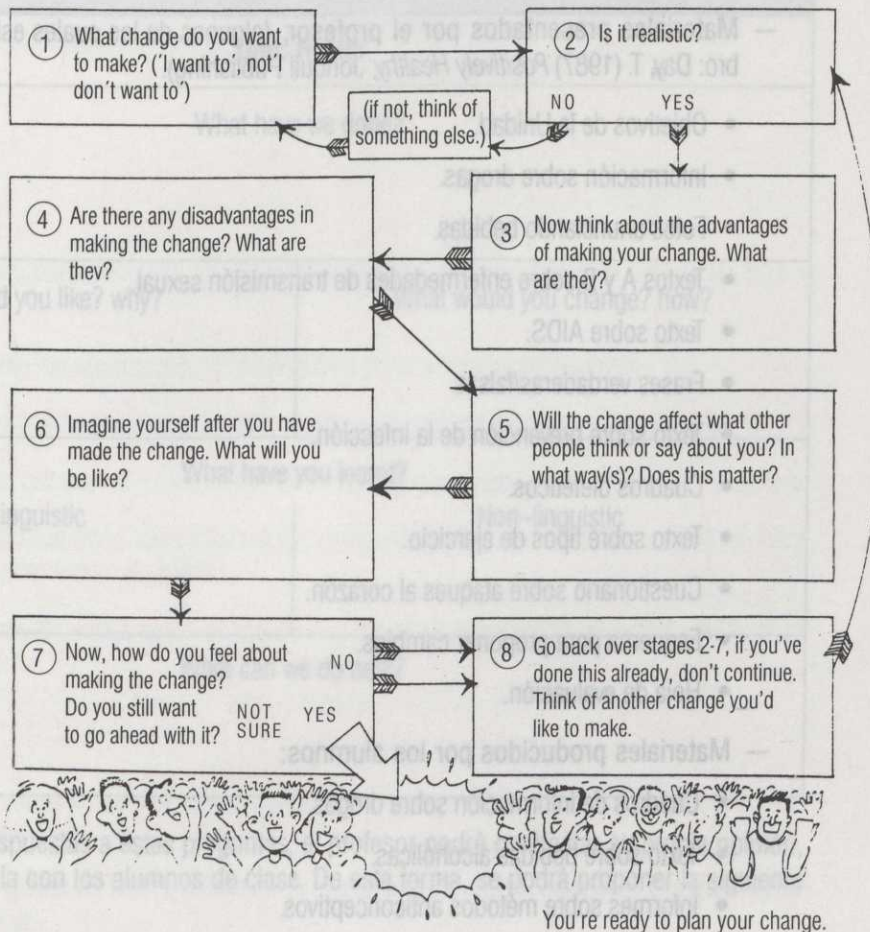 1 What change do you want
to make? ('I want to', not'I
don't want to')
2 Is it realistic?
NO YES
(if not, think of
something else.)
3 Now think about the advantages
of making your change. What
are they?
4 Are there any disadvantages in
making the change? What are
they?
5 Will the change affect what other
people think or say about you? In
what way(s)? Does this matter?
6 Imagine yourself after you have
made the change. What will you
be like?
7 Now, how do you feel about
making the change?
Do you still want
to go ahead with it?
NO
NOT SURE
YES
8 Go back over stages 2-7, if you've
done this already, don't continue.
Think of another change you'd
like to make.
You're ready to plan your change.